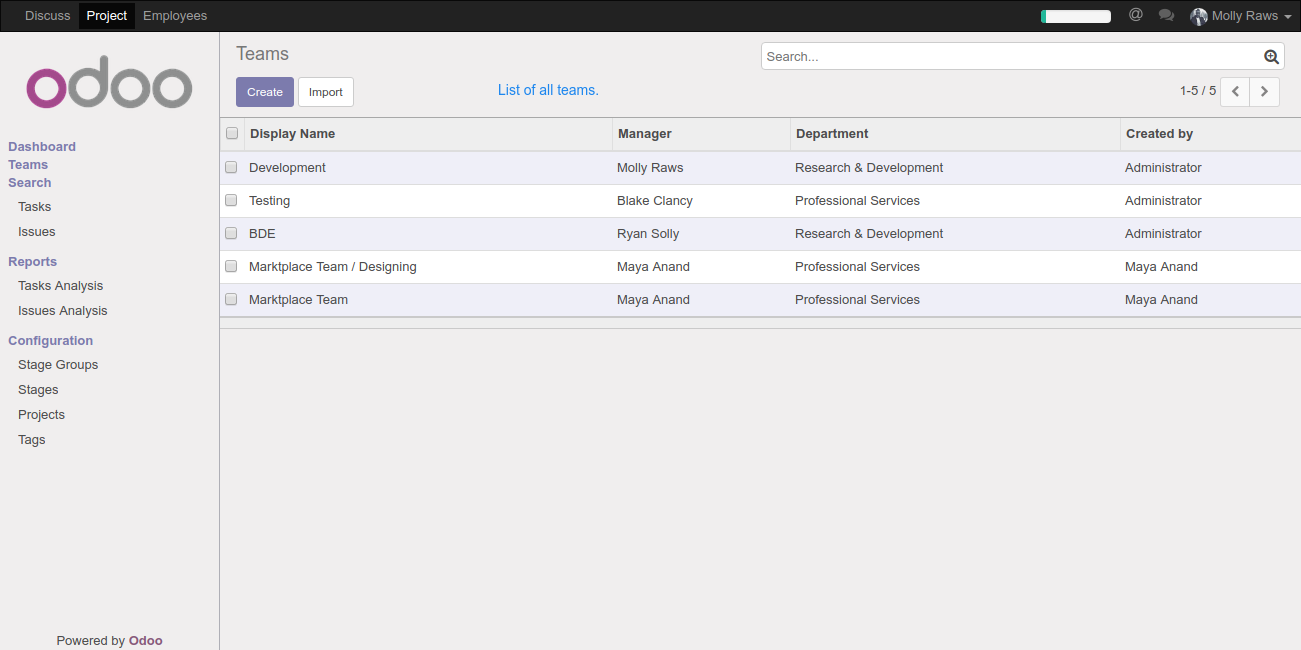 Discuss Project Employees @ Molly Raws
odoo
Dashboard
Teams
Search
Tasks
Issues
Reports
Tasks Analysis
Issues Analysis
Configuration
Stage Groups
Stages
Projects
Tags
Powered by Odoo
Teams
Search...
Create Import List of all teams. 1-5 / 5
Display Name Manager Department Created by
Development Molly Raws Research & Development Administrator
Testing Blake Clancy Professional Services Administrator
BDE Ryan Solly Research & Development Administrator
Marktplace Team / Designing Maya Anand Professional Services Maya Anand
Marktplace Team Maya Anand Professional Services Maya Anand